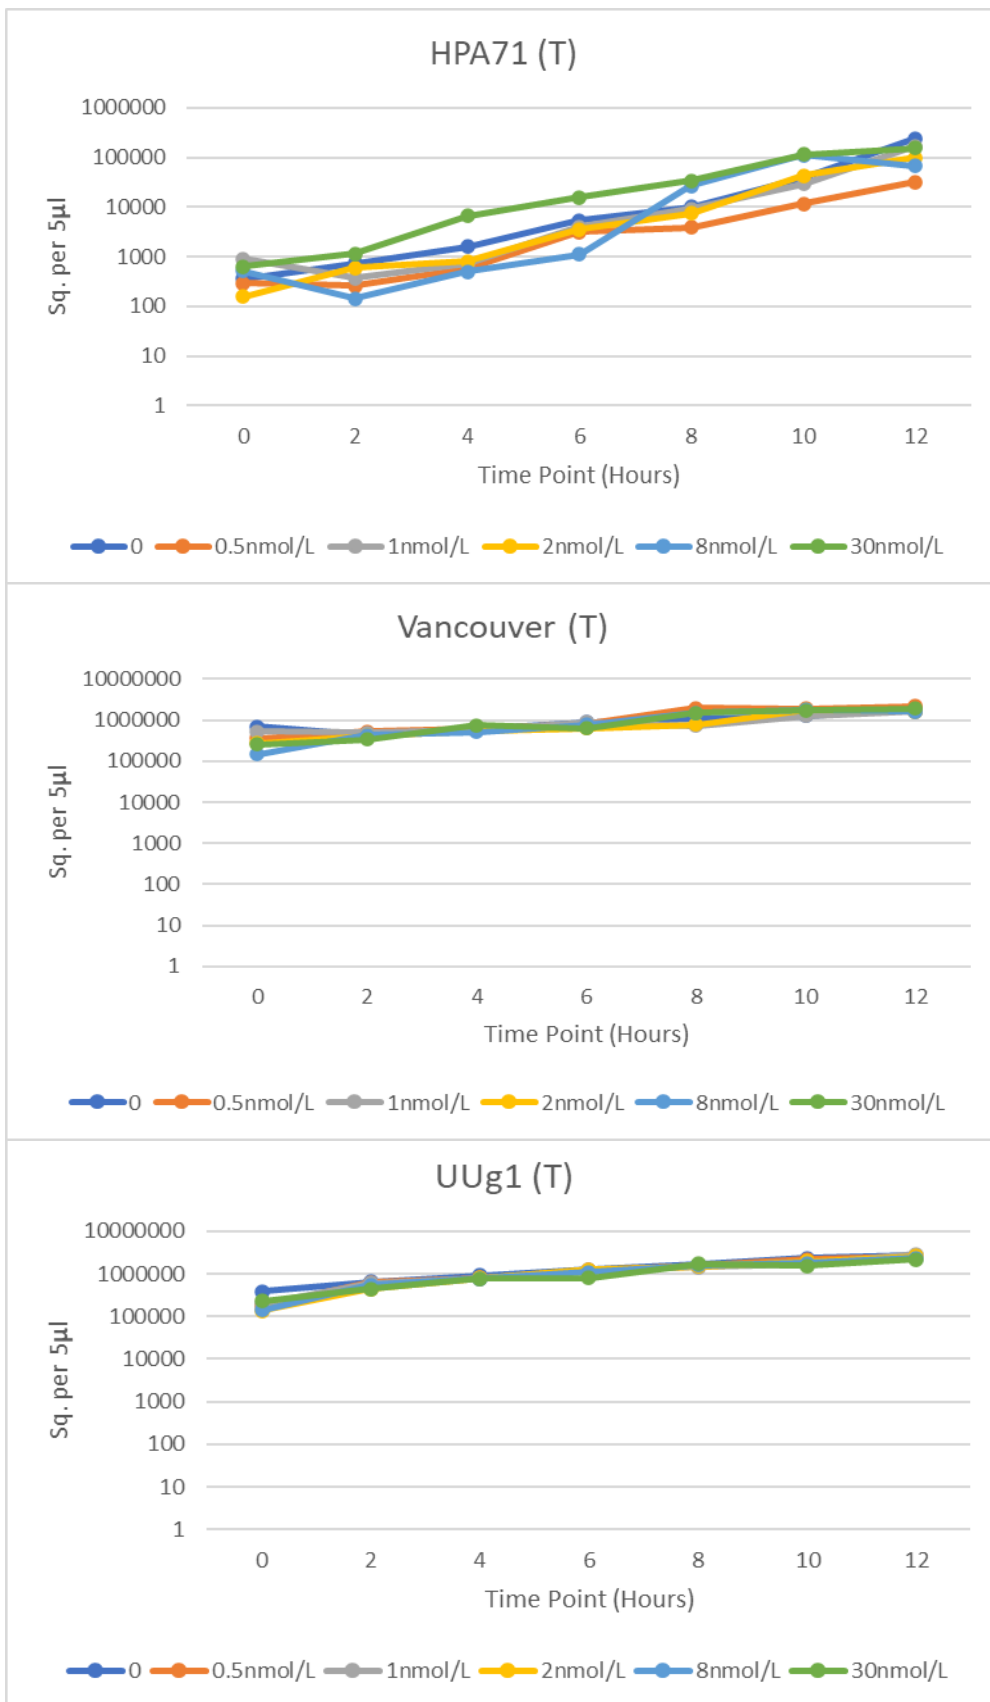 HPA71 (T)
1000000
100000
10000
1000
100
10
1
Sq. per 5µl
0 2 4 6 8 10 12
Time Point (Hours)
0 0.5nmol/L 1nmol/L 2nmol/L 8nmol/L 30nmol/L
Vancouver (T)
10000000
1000000
100000
10000
1000
100
10
1
Sq. per 5µl
0 2 4 6 8 10 12
Time Point (Hours)
0 0.5nmol/L 1nmol/L 2nmol/L 8nmol/L 30nmol/L
UUg1 (T)
10000000
1000000
100000
10000
1000
100
10
1
Sq. per 5µl
0 2 4 6 8 10 12
Time Point (Hours)
0 0.5nmol/L 1nmol/L 2nmol/L 8nmol/L 30nmol/L